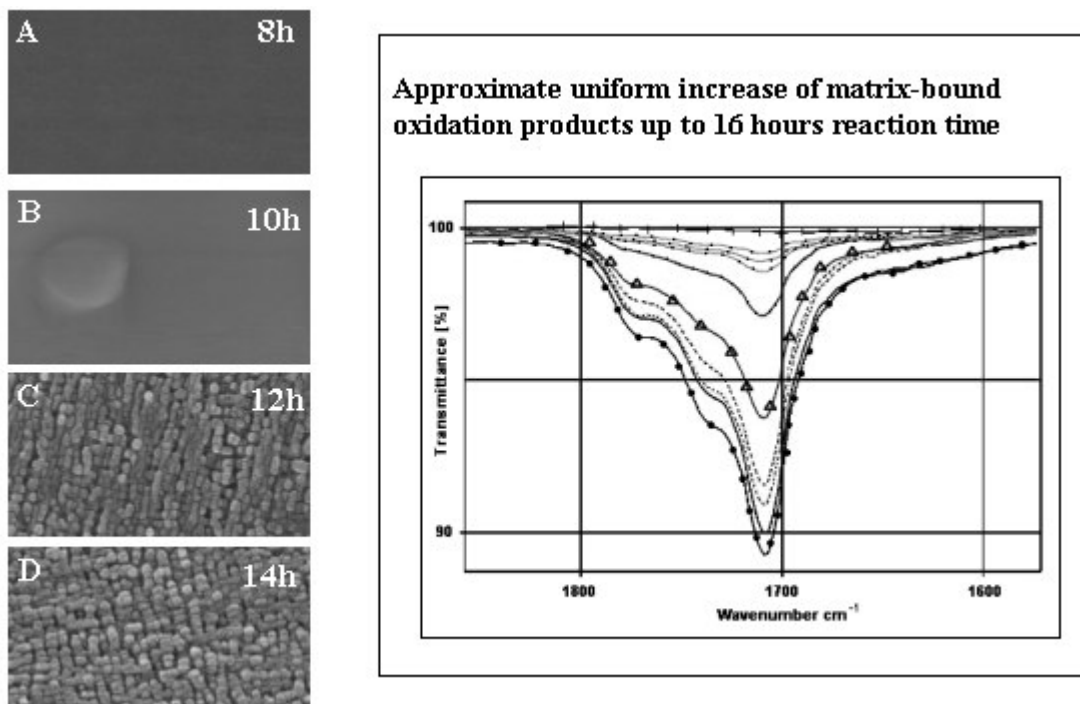 A 8h
B 10h
C 12h
D 14h
Approximate uniform increase of matrix-bound
oxidation products up to 16 hours reaction time
100
90
Transmittance [%]
1800 1700 1600
Wavenumber cm⁻¹